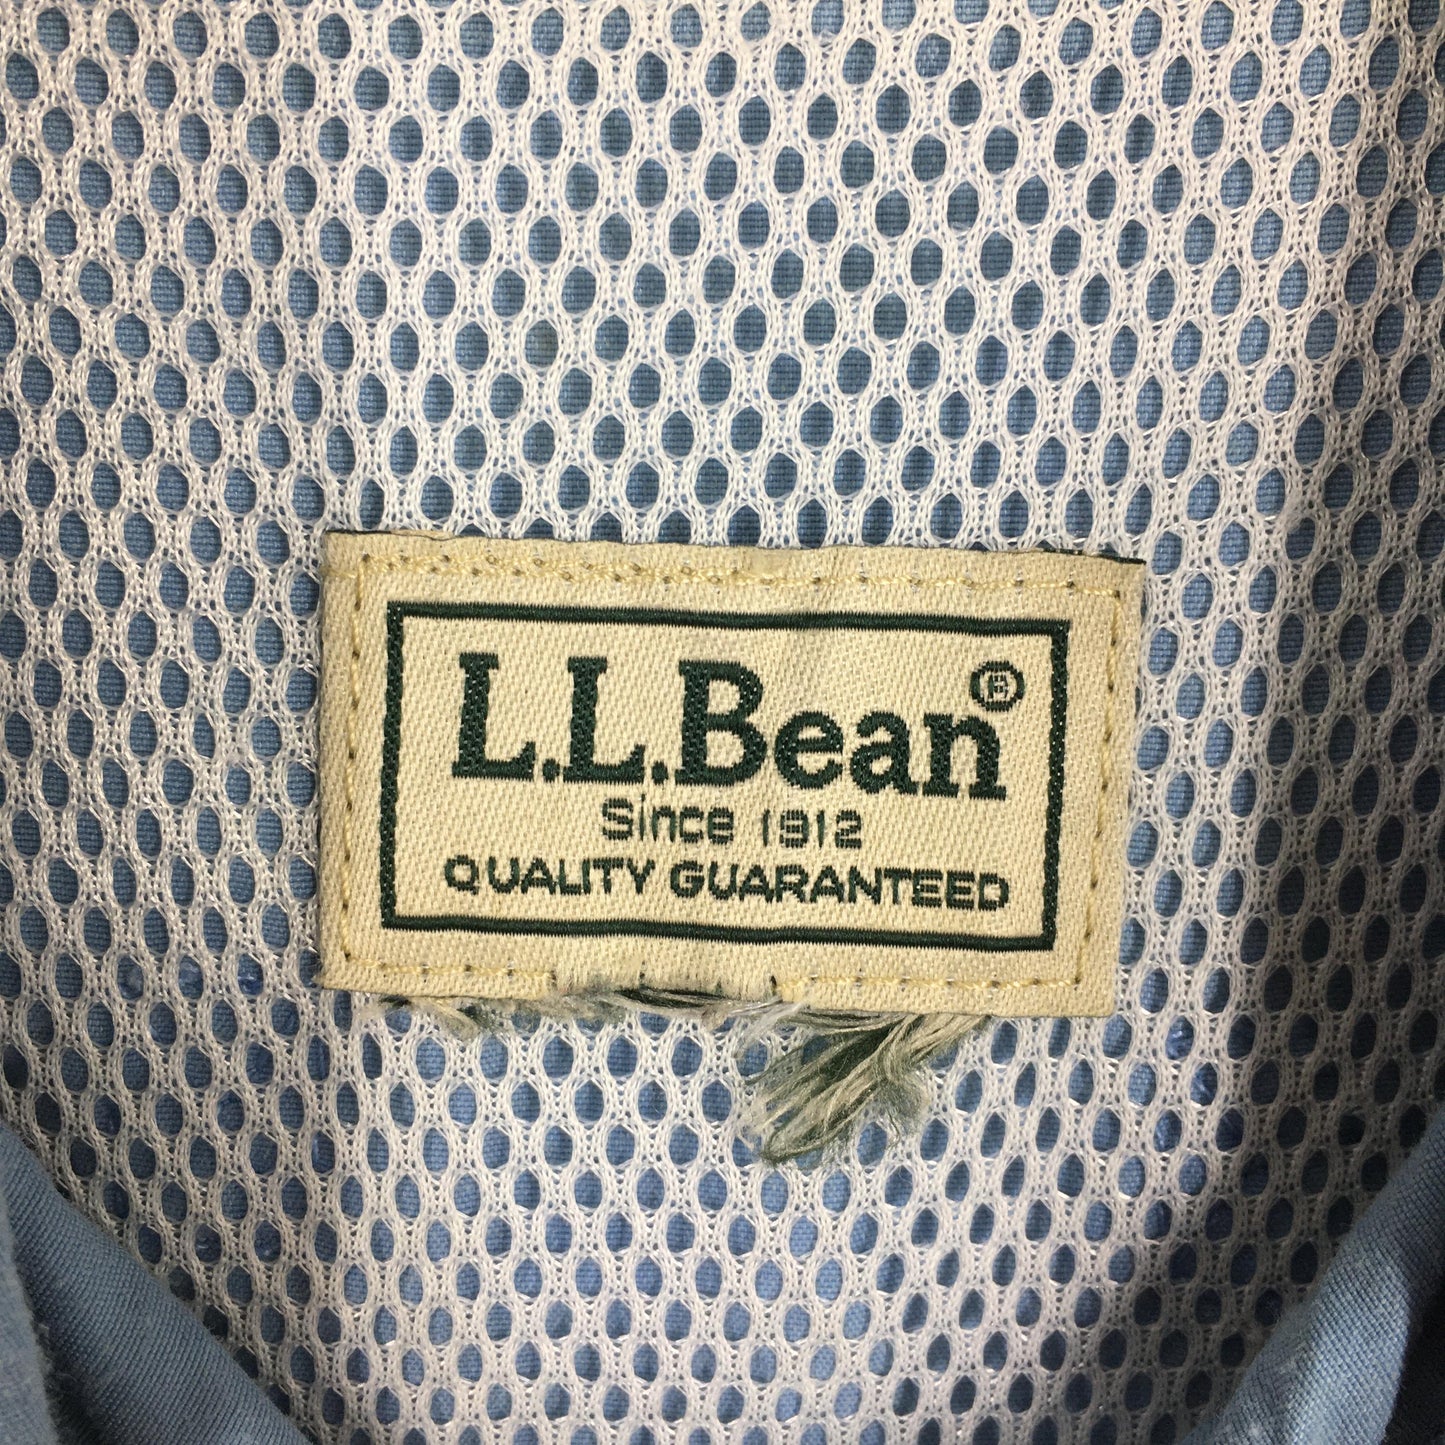 L.L.Bean®
Since 1912
QUALITY GUARANTEED